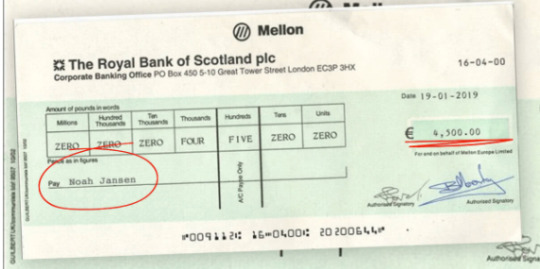 Mellon
The Royal Bank of Scotland plc
Corporate Banking Office PO Box 450 5-10 Great Tower Street London EC3P 3HX
16-04-00
Date 19-01-2019
Amount of pounds in words
Millions Hundred Thousands Ten Thousands Thousands Hundreds Tens Units
ZERO ZERO ZERO FOUR FIVE ZERO ZERO
€ 4,500.00
Pence as in figures
For and on behalf of Mellon Europe Limited
Pay Noah Jansen
A/C Payee Only
Authorised Signatory Authorised Signatory
⑈009112⑆ 16⑉0400⑆ 20200644⑈
Authorised